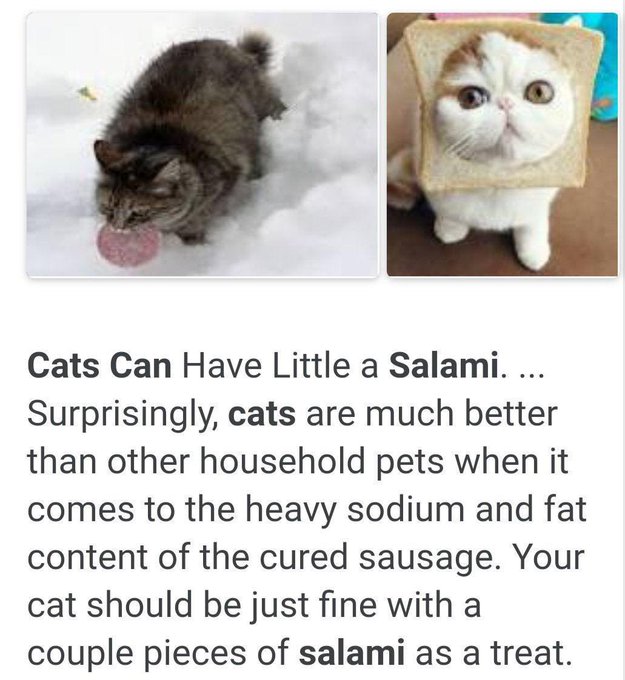 Cats Can Have Little a Salami. ...
Surprisingly, cats are much better
than other household pets when it
comes to the heavy sodium and fat
content of the cured sausage. Your
cat should be just fine with a
couple pieces of salami as a treat.